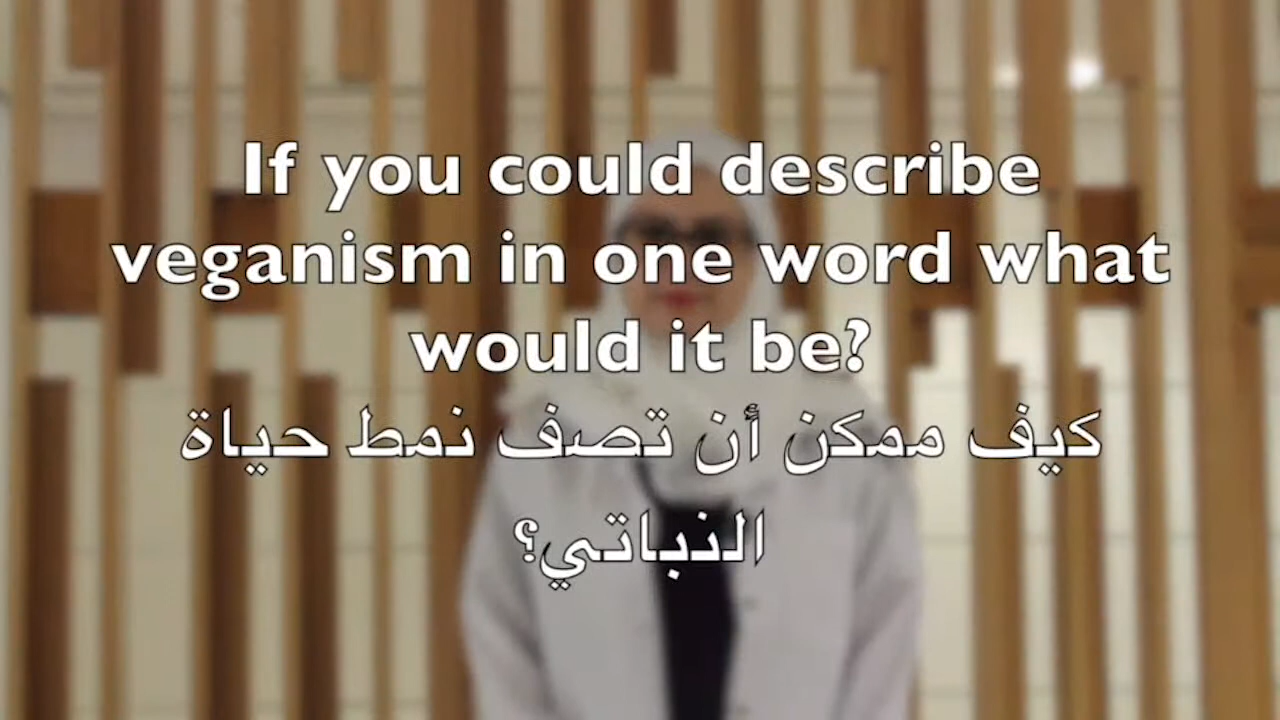 If you could describe
veganism in one word what
would it be?
كيف ممكن أن تصف نمط حياة
النباتي؟